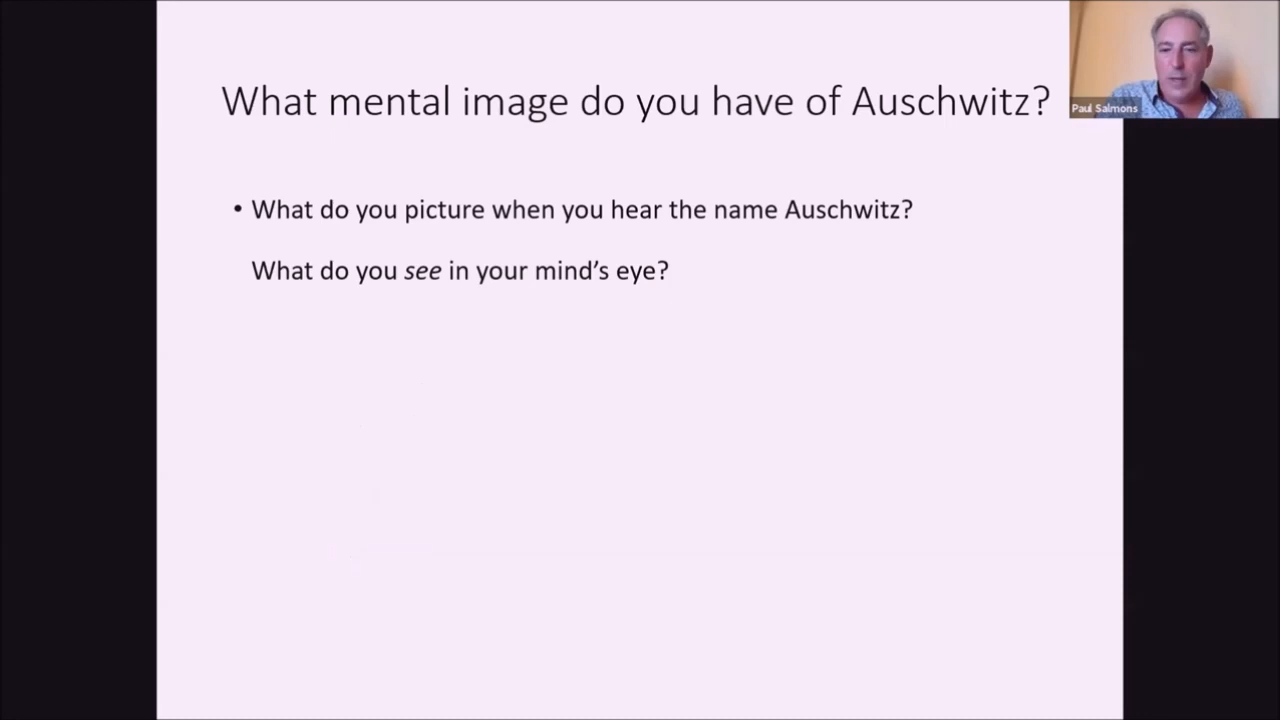 What mental image do you have of Auschwitz?
Paul Salmons
• What do you picture when you hear the name Auschwitz?
What do you see in your mind’s eye?